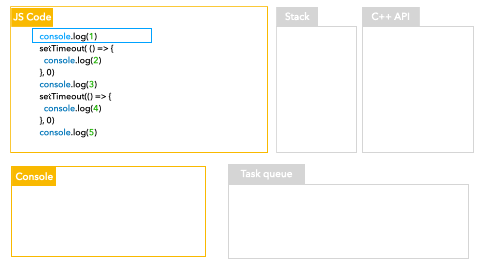 JS Code
console.log(1)
setTimeout( () => {
console.log(2)
}, 0)
console.log(3)
setTimeout(() => {
console.log(4)
}, 0)
console.log(5)
Stack
C++ API
Console
Task queue